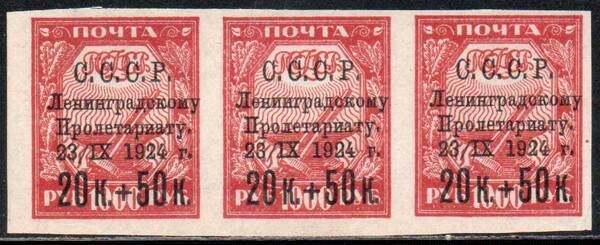 ПОЧТА ПОЧТА ПОЧТА
С.С.С.Р. С.С.С.Р. С.С.С.Р.
Ленинградскому Ленинградскому Ленинградскому
Пролетариату. Пролетариату. Пролетариату.
23/IX 1924 г. 23/IX 1924 г. 23/IX 1924 г.
20 к. + 50 к. 20 к. + 50 к. 20 к. + 50 к.